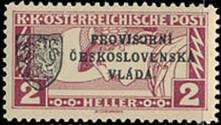 K.K.ÖSTERREICHISCHE POST
PROVISORNÍ
ČESKOSLOVENSKÁ
VLÁDA
2 HELLER 2